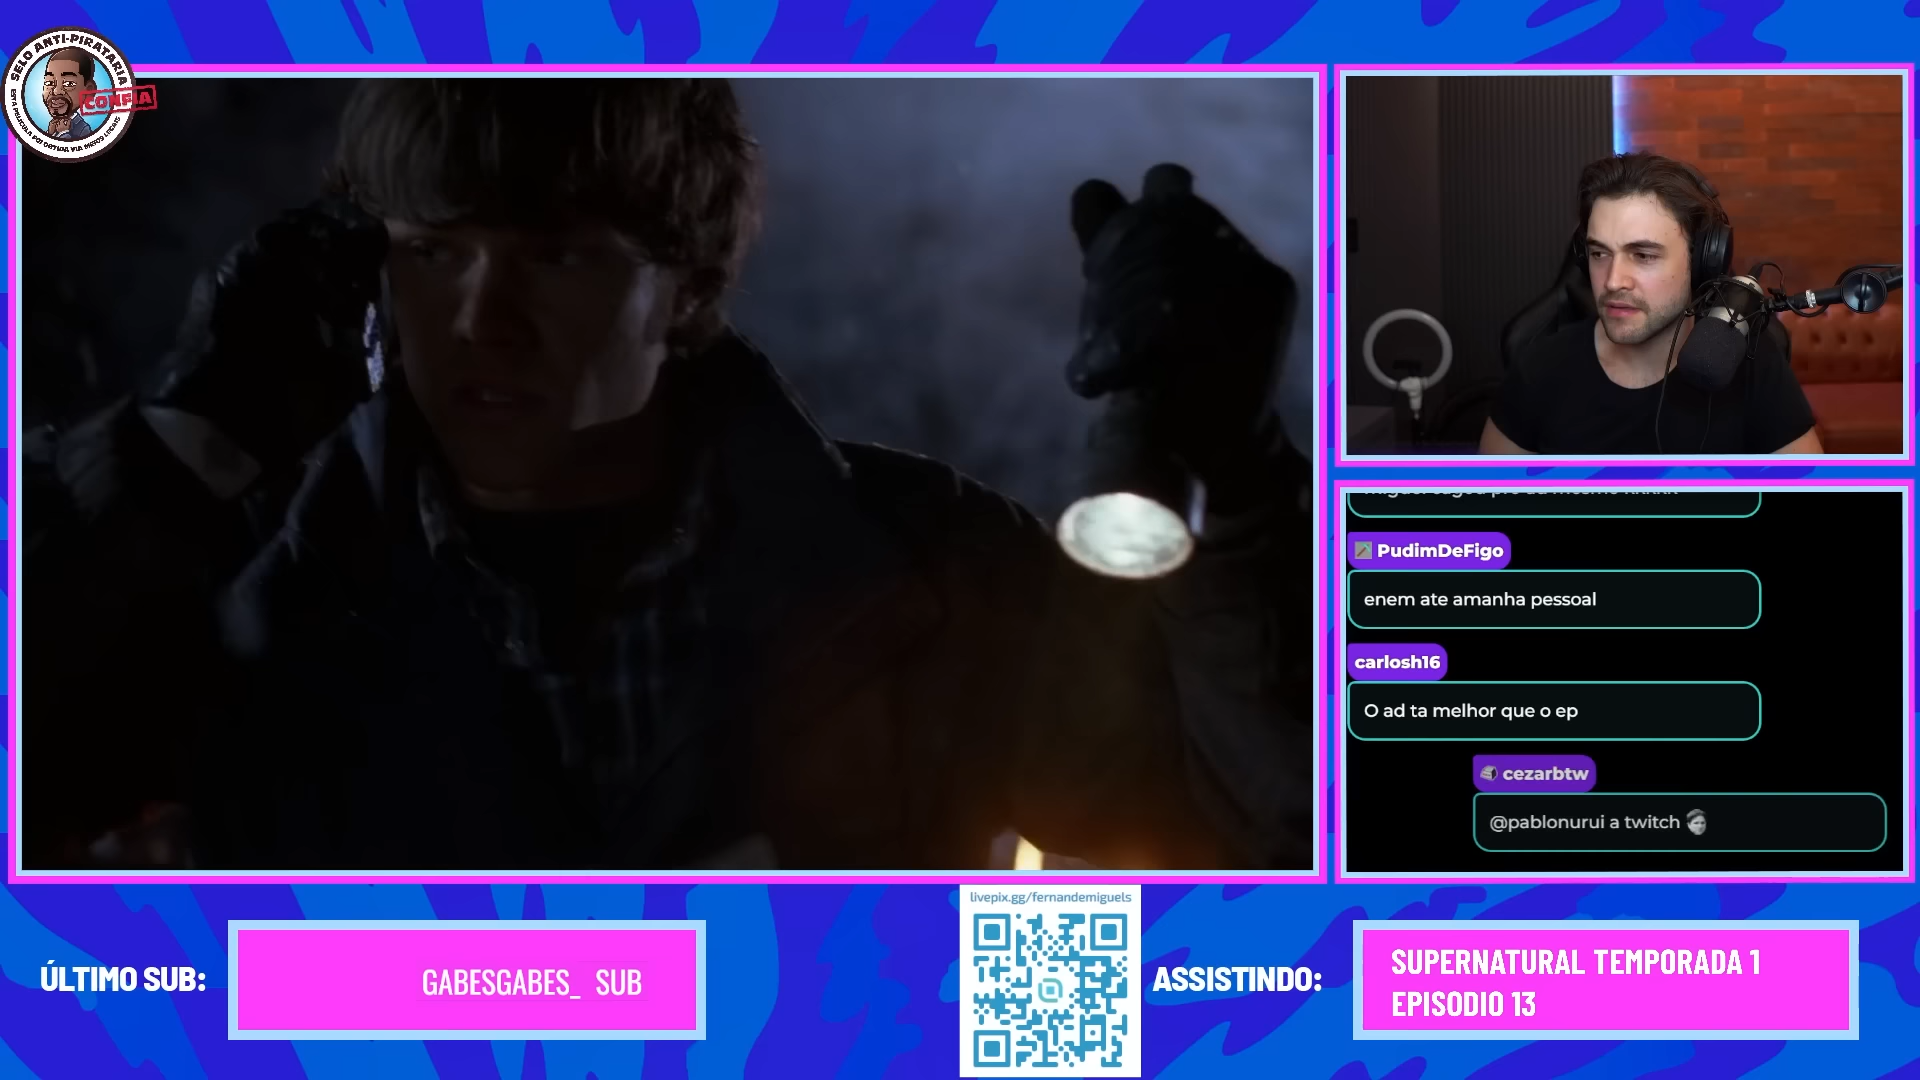 SELO ANTI-PIRATARIA
CONFIA
PudimDeFigo
enem ate amanha pessoal
carlosh16
O ad ta melhor que o ep
cezarbtw
@pablonurui a twitch
livepix.gg/fernandemiguels
ÚLTIMO SUB:
GABESGABES_ SUB
ASSISTINDO:
SUPERNATURAL TEMPORADA 1
EPISODIO 13